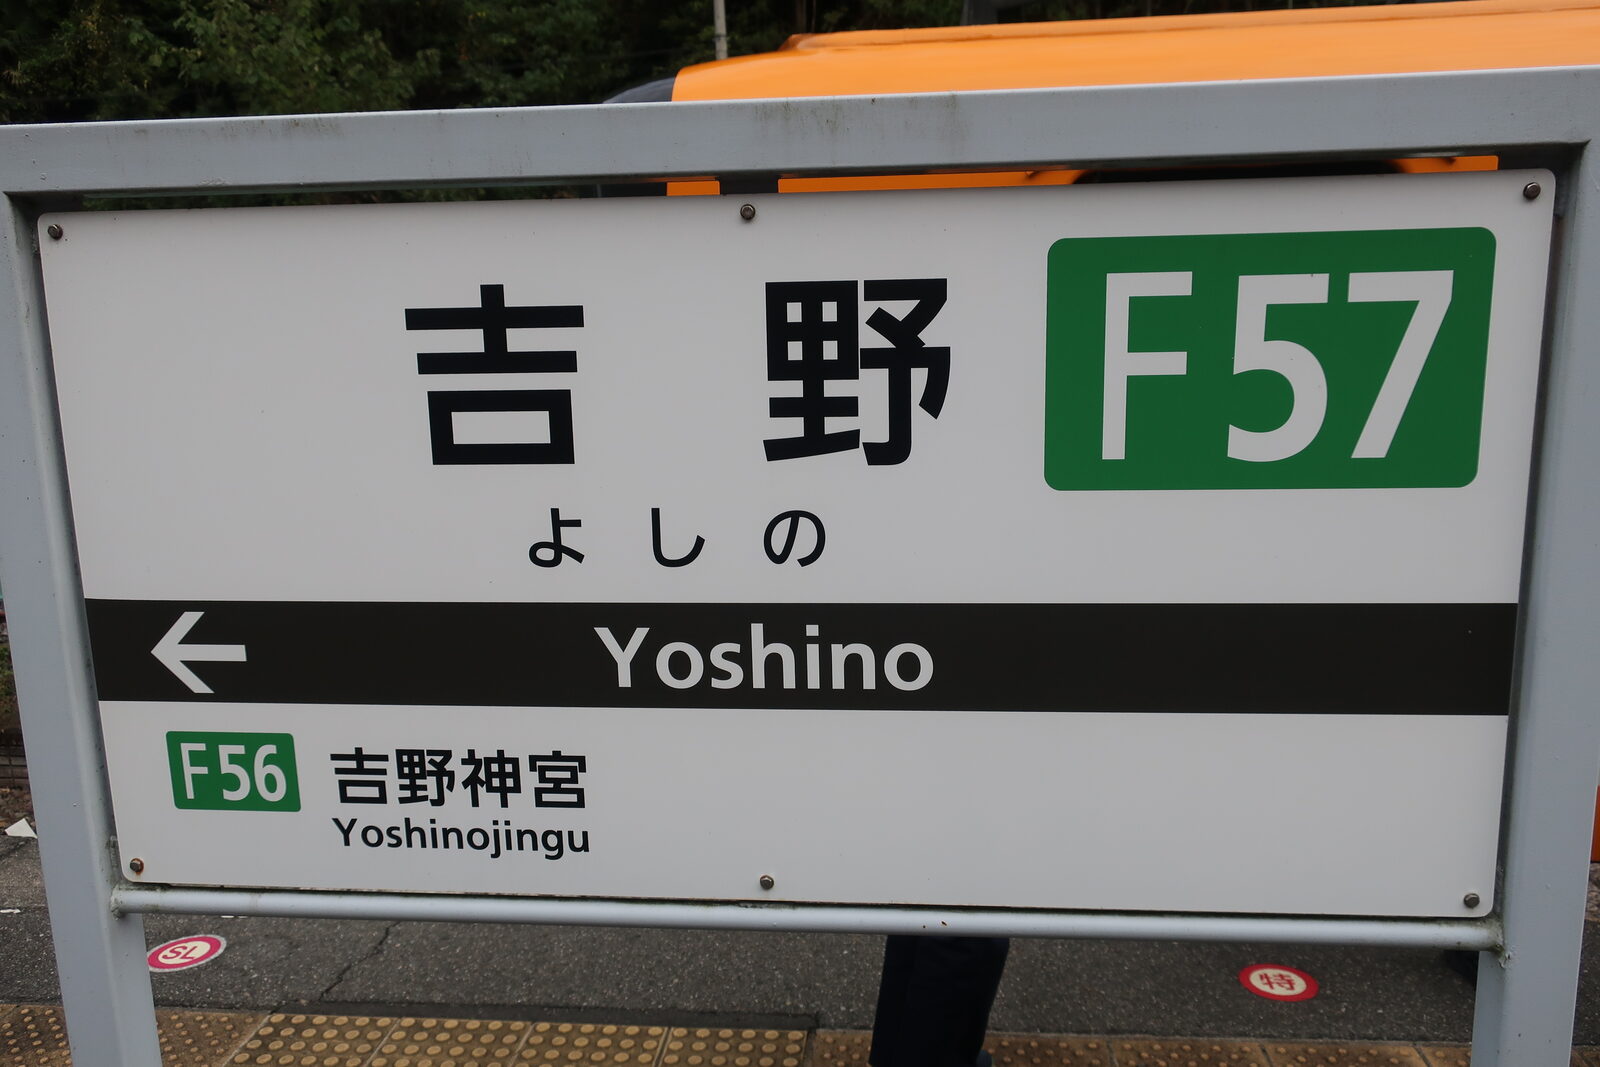 吉野 F57
よしの
← Yoshino
F56 吉野神宮
Yoshinojingu
SL
特